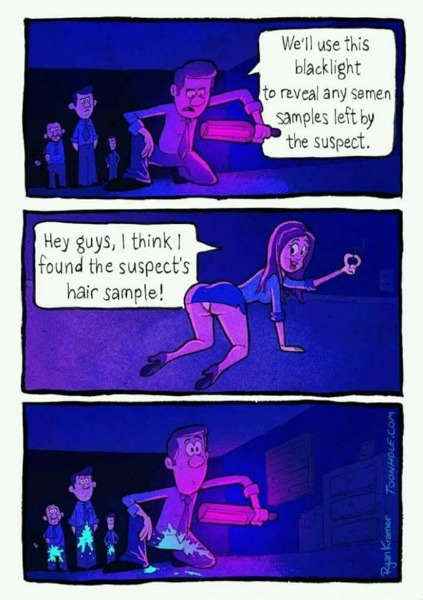 We'll use this
blacklight
to reveal any semen
samples left by
the suspect.
Hey guys, I think I
found the suspect's
hair sample!
Ryan Kramer TOONHOLE.COM